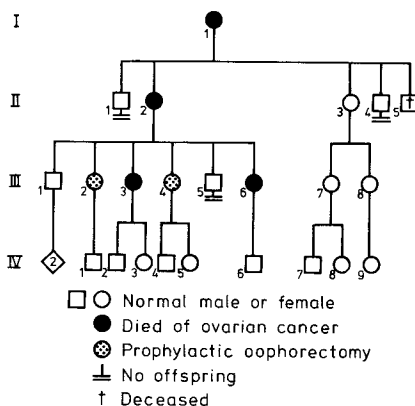 I
1
II
1 2 3 4 5 †
III
1 2 3 4 5 6 7 8
IV
2 1 2 3 4 5 6 7 8 9
Normal male or female
Died of ovarian cancer
Prophylactic oophorectomy
No offspring
† Deceased